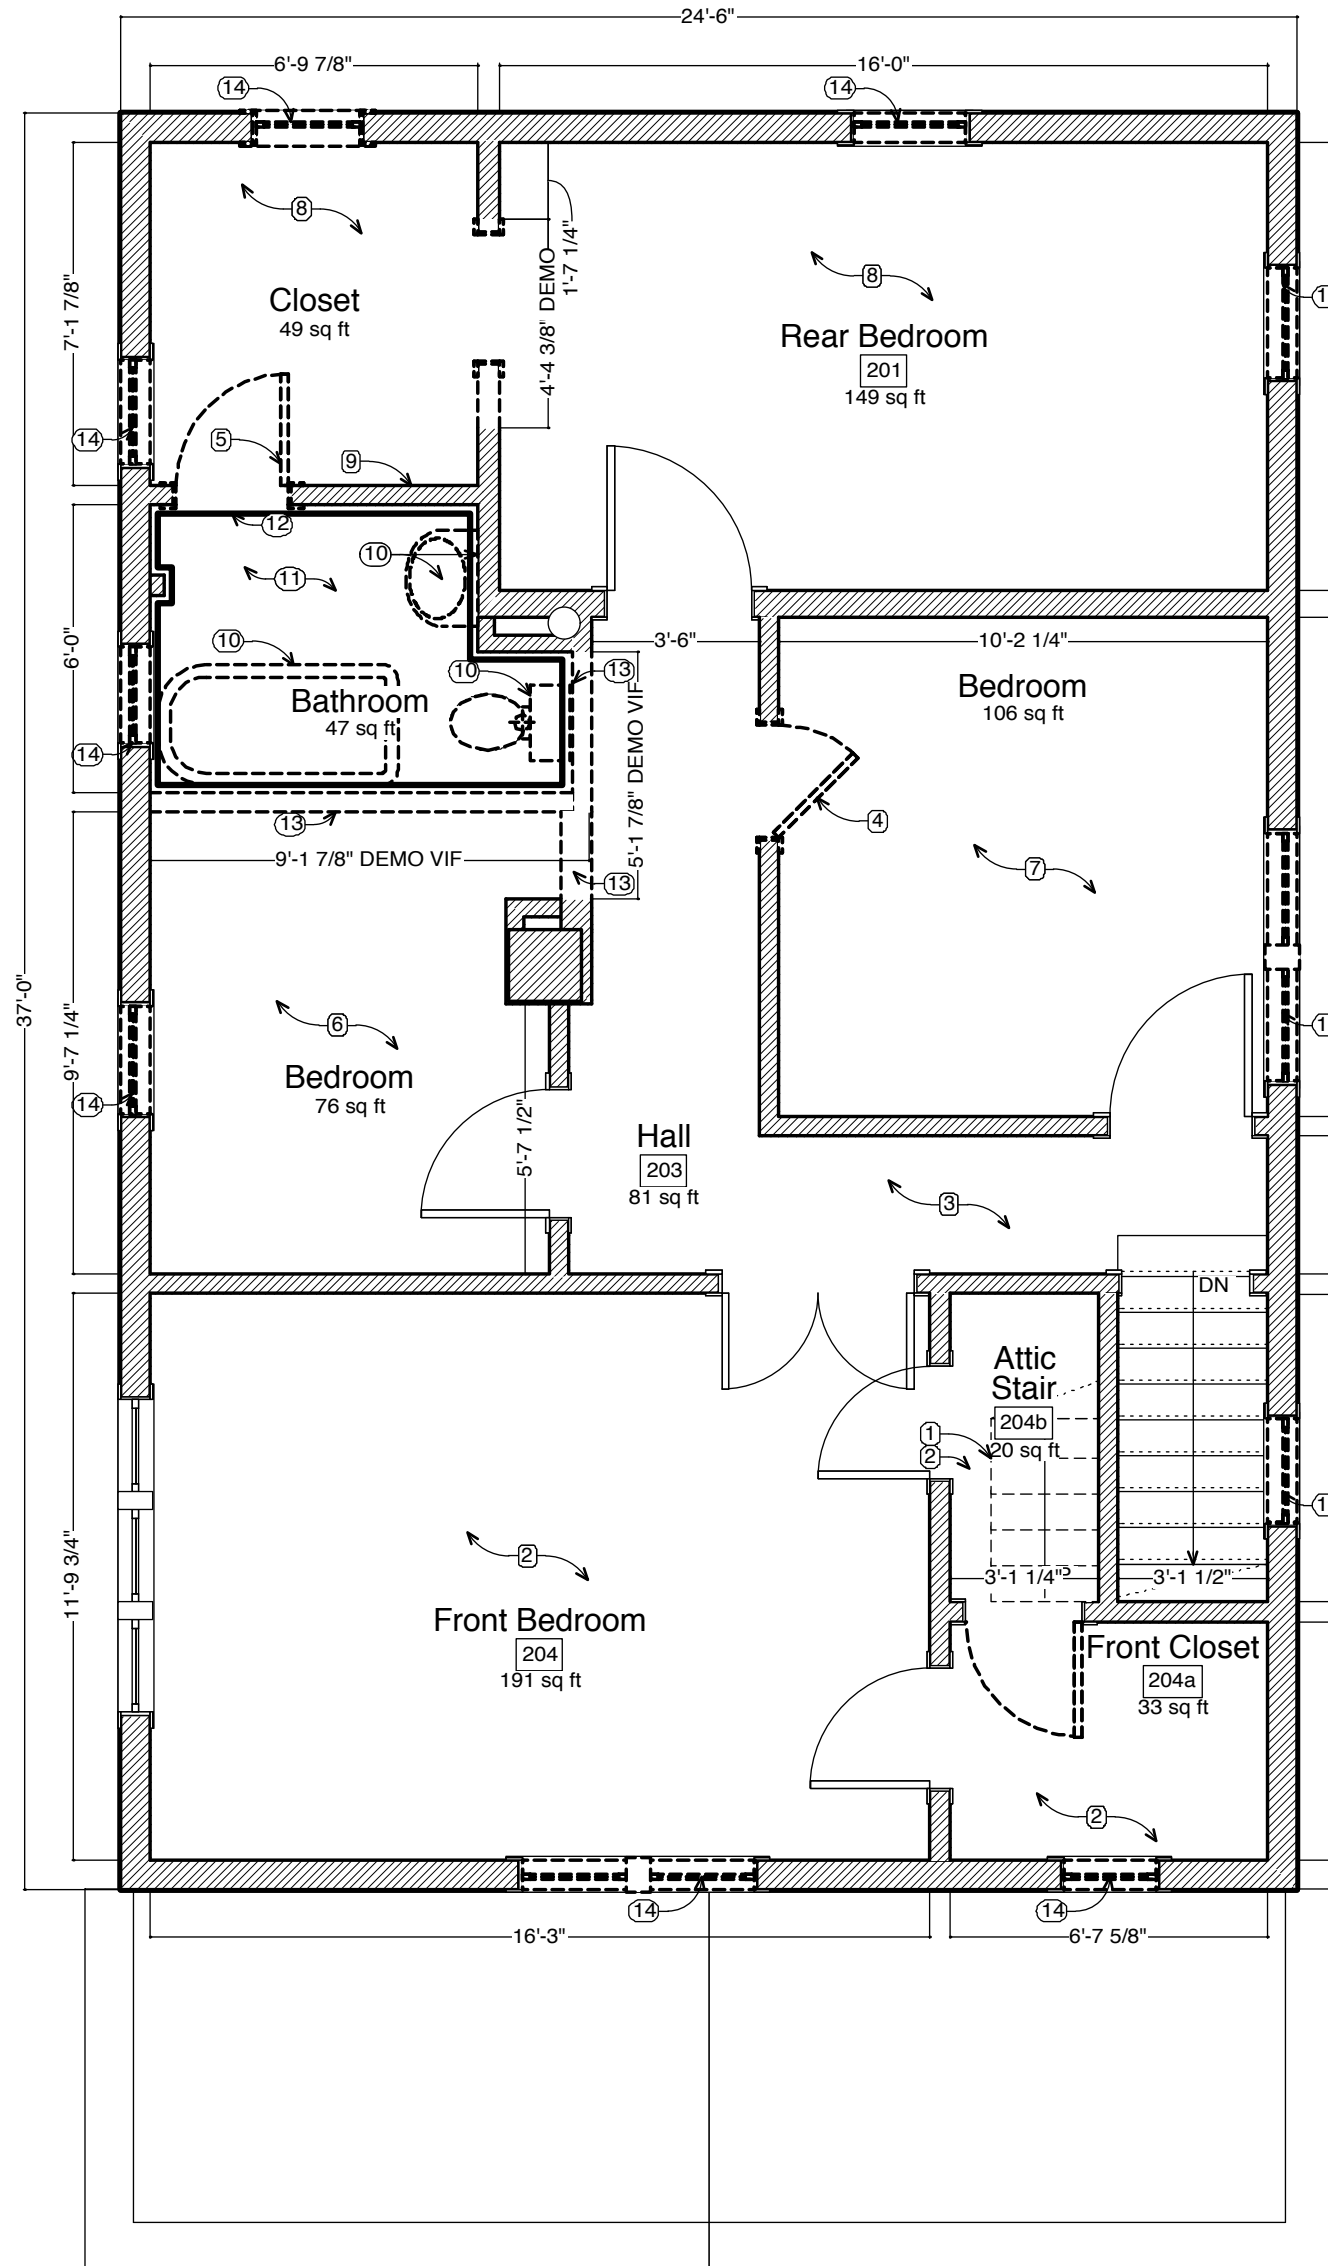 24'-6"
6'-9 7/8"
16'-0"
14
14
8
7'-1 7/8"
4'-4 3/8" DEMO
1'-7 1/4"
8
Closet
49 sq ft
Rear Bedroom
201
149 sq ft
14
5
9
12
10
11
6'-0"
10
10
13
3'-6"
10'-2 1/4"
Bathroom
47 sq ft
Bedroom
106 sq ft
14
5'-1 7/8" DEMO VIF
13
4
9'-1 7/8" DEMO VIF
13
7
37'-0"
9'-7 1/4"
6
Bedroom
76 sq ft
14
5'-7 1/2"
Hall
203
81 sq ft
3
DN
Attic
Stair
204b
20 sq ft
1
2
11'-9 3/4"
2
3'-1 1/4"
3'-1 1/2"
Front Bedroom
204
191 sq ft
Front Closet
204a
33 sq ft
2
14
14
16'-3"
6'-7 5/8"